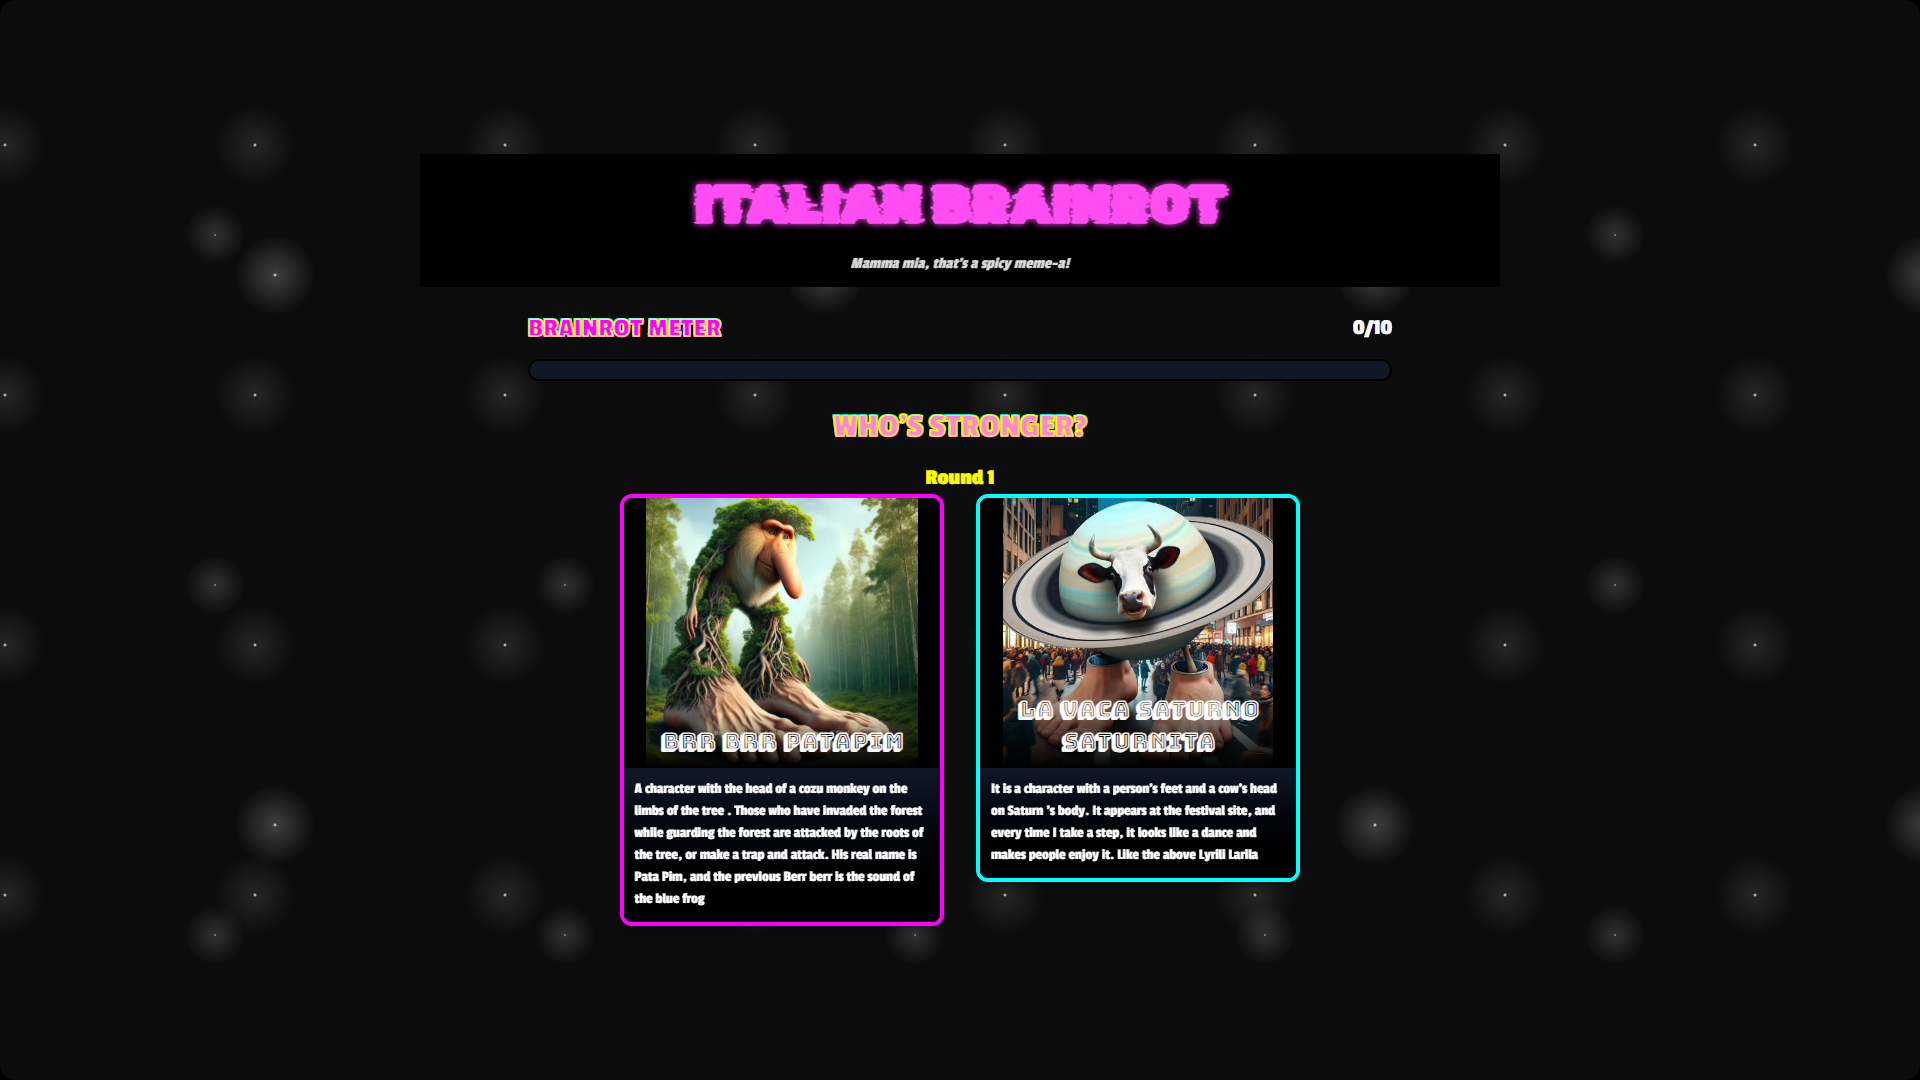 ITALIAN BRAINROT
Mamma mia, that's a spicy meme-a!
BRAINROT METER
0/10
WHO'S STRONGER?
Round 1
BRR BRR PATAPIM
A character with the head of a cozu monkey on the
limbs of the tree . Those who have invaded the forest
while guarding the forest are attacked by the roots of
the tree, or make a trap and attack. His real name is
Pata Pim, and the previous Berr berr is the sound of
the blue frog
LA VACA SATURNO
SATURNITA
It is a character with a person's feet and a cow's head
on Saturn 's body. It appears at the festival site, and
every time I take a step, it looks like a dance and
makes people enjoy it. Like the above Lyrili Larila